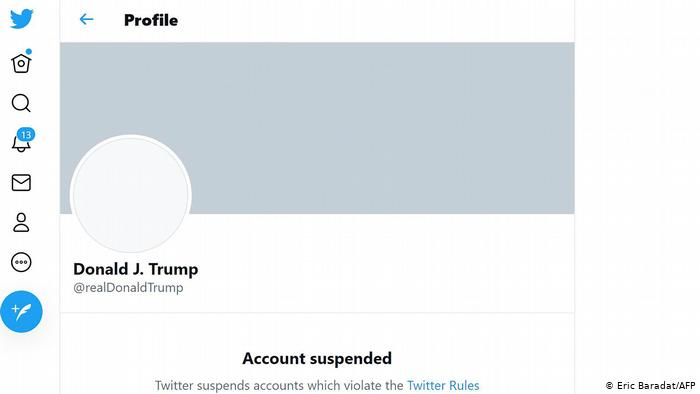 Profile
13
Donald J. Trump
@realDonaldTrump
Account suspended
Twitter suspends accounts which violate the Twitter Rules
© Eric Baradat/AFP